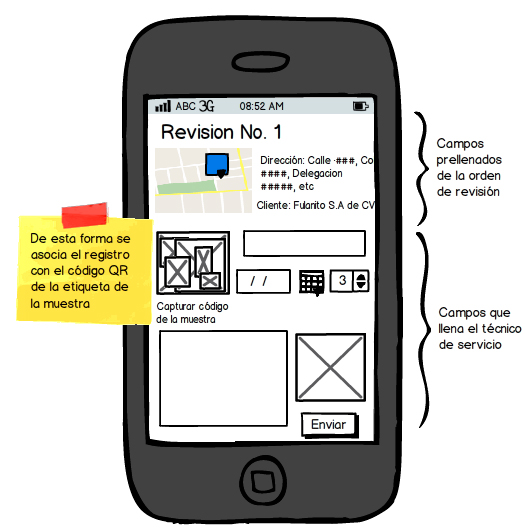 ABC 3G 08:52 AM
Revision No. 1
Dirección: Calle ·###, Co
####, Delegacion
#####, etc
Cliente: Fulanito S.A de CV
Campos
prellenados
de la orden
de revisión
De esta forma se
asocia el registro
con el código QR
de la etiqueta de
la muestra
/ /
3
Capturar código
de la muestra
Campos que
llena el técnico
de servicio
Enviar